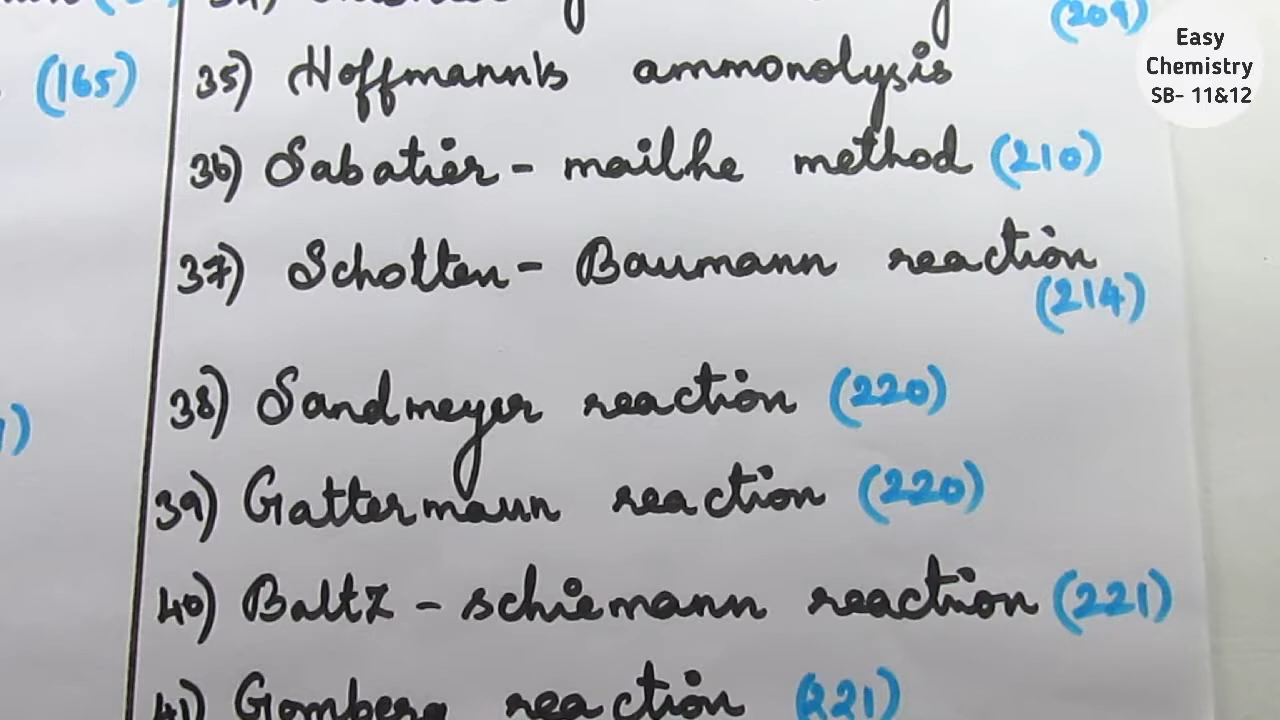 (209)
Easy
Chemistry
SB- 11&12
(165) 35) Hoffmann's ammonolysis
36) Sabatier - mailhe method (210)
37) Schotten - Baumann reaction
(214)
38) Sandmeyer reaction (220)
39) Gattermann reaction (220)
40) Baltz - schiemann reaction (221)
41) Gomberg reaction (221)